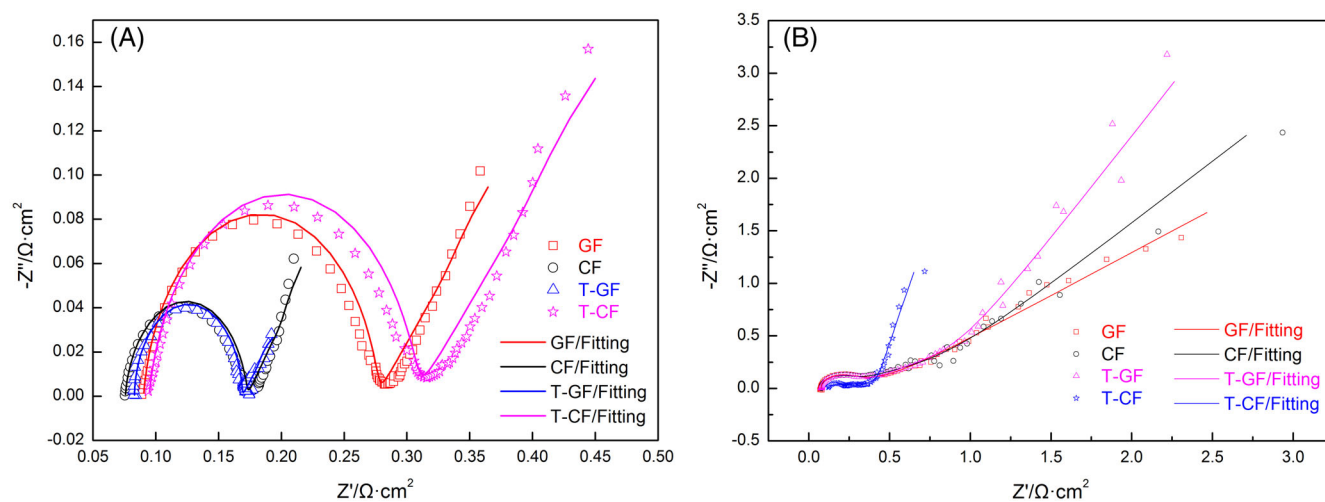 (A)
0.16
0.14
0.12
0.10
0.08
0.06
0.04
0.02
0.00
-0.02
-Z''/Ω·cm²
0.05 0.10 0.15 0.20 0.25 0.30 0.35 0.40 0.45 0.50
Z'/Ω·cm²
GF
CF
T-GF
T-CF
GF/Fitting
CF/Fitting
T-GF/Fitting
T-CF/Fitting
(B)
3.5
3.0
2.5
2.0
1.5
1.0
0.5
0.0
-0.5
-Z''/Ω·cm²
0.0 0.5 1.0 1.5 2.0 2.5 3.0
Z'/Ω·cm²
GF GF/Fitting
CF CF/Fitting
T-GF T-GF/Fitting
T-CF T-CF/Fitting